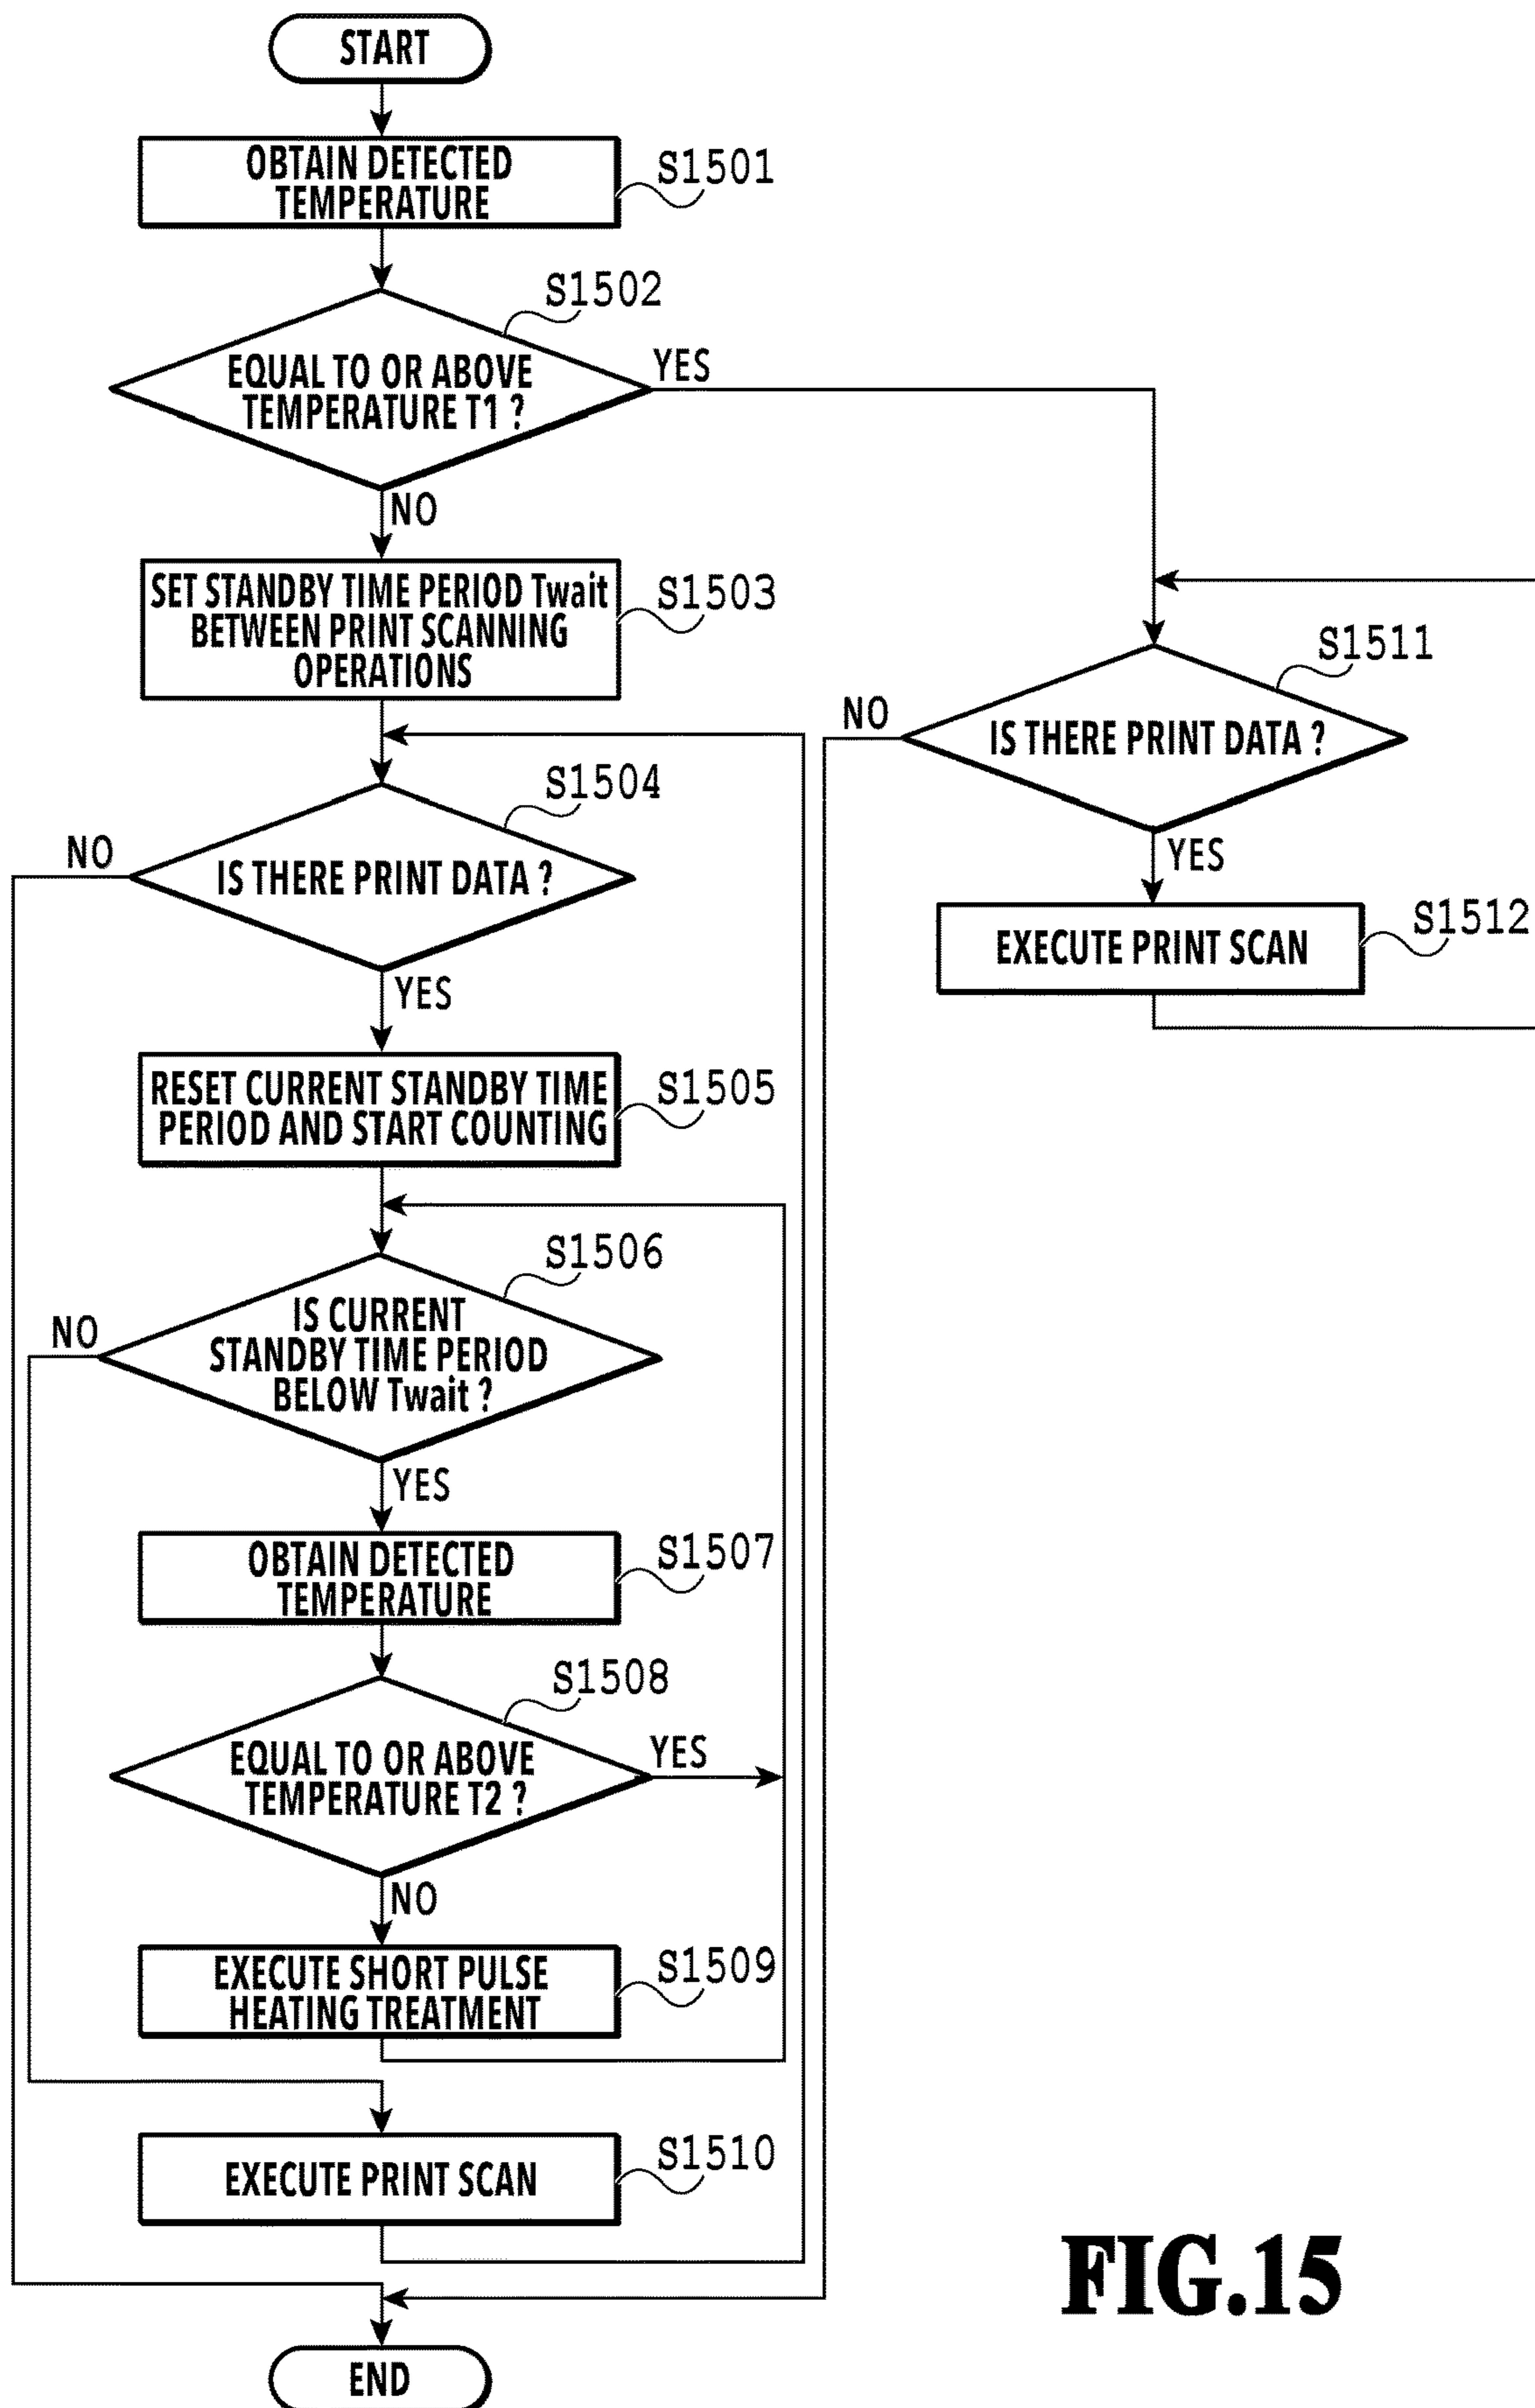 START
OBTAIN DETECTED
TEMPERATURE
S1501
S1502
EQUAL TO OR ABOVE
TEMPERATURE T1 ?
YES
NO
SET STANDBY TIME PERIOD Twait
BETWEEN PRINT SCANNING
OPERATIONS
S1503
S1504
IS THERE PRINT DATA ?
NO
YES
RESET CURRENT STANDBY TIME
PERIOD AND START COUNTING
S1505
S1506
IS CURRENT
STANDBY TIME PERIOD
BELOW Twait ?
NO
YES
OBTAIN DETECTED
TEMPERATURE
S1507
S1508
EQUAL TO OR ABOVE
TEMPERATURE T2 ?
YES
NO
EXECUTE SHORT PULSE
HEATING TREATMENT
S1509
EXECUTE PRINT SCAN
S1510
END
S1511
IS THERE PRINT DATA ?
NO
YES
EXECUTE PRINT SCAN
S1512
FIG.15